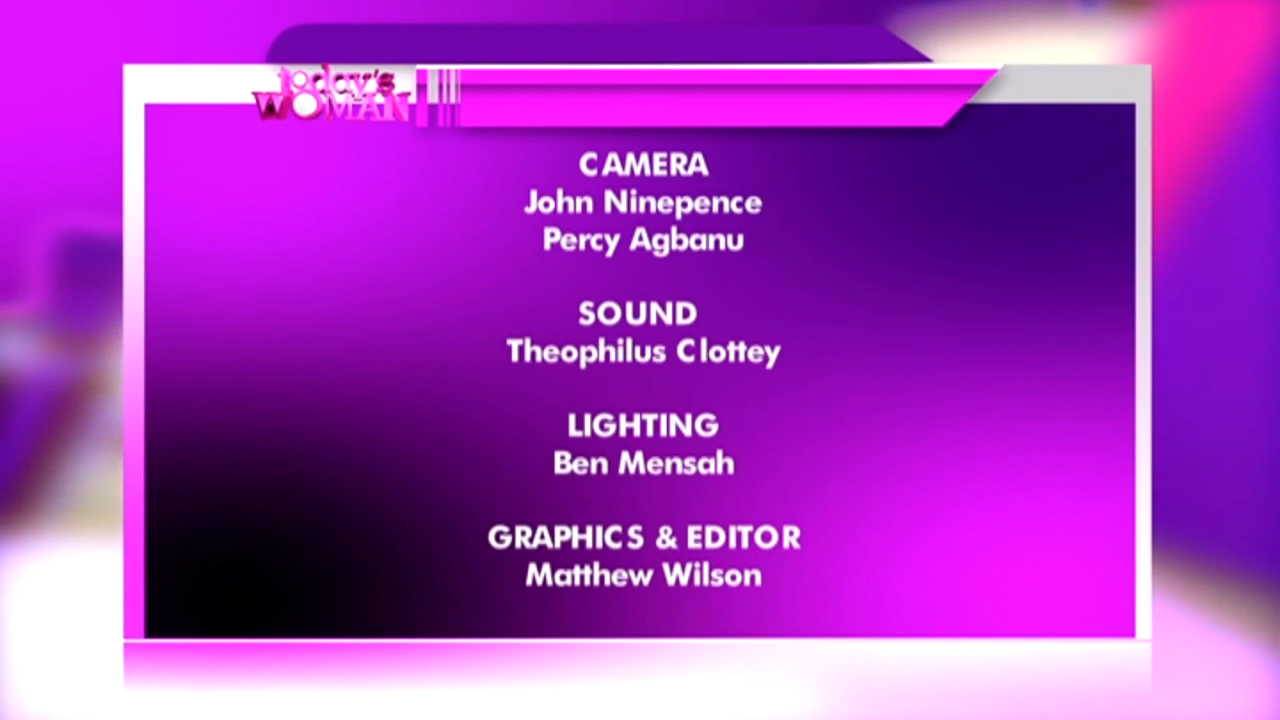 today's
WOMAN
CAMERA
John Ninepence
Percy Agbanu
SOUND
Theophilus Clottey
LIGHTING
Ben Mensah
GRAPHICS & EDITOR
Matthew Wilson